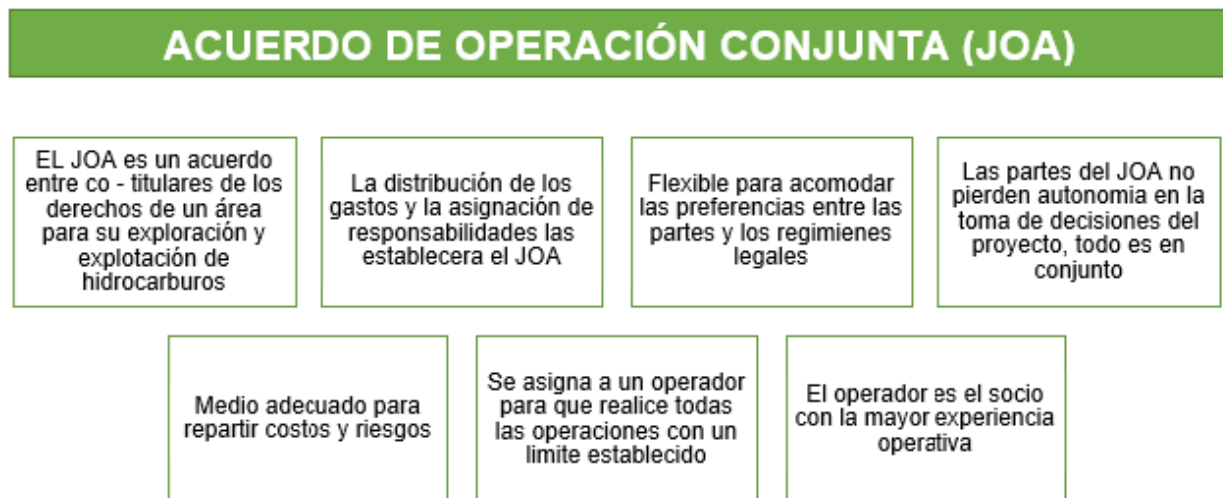 ACUERDO DE OPERACIÓN CONJUNTA (JOA)
EL JOA es un acuerdo
entre co - titulares de los
derechos de un área
para su exploración y
explotación de
hidrocarburos
La distribución de los
gastos y la asignación de
responsabilidades las
establecera el JOA
Flexible para acomodar
las preferencias entre las
partes y los regimienes
legales
Las partes del JOA no
pierden autonomia en la
toma de decisiones del
proyecto, todo es en
conjunto
Medio adecuado para
repartir costos y riesgos
Se asigna a un operador
para que realice todas
las operaciones con un
limite establecido
El operador es el socio
con la mayor experiencia
operativa